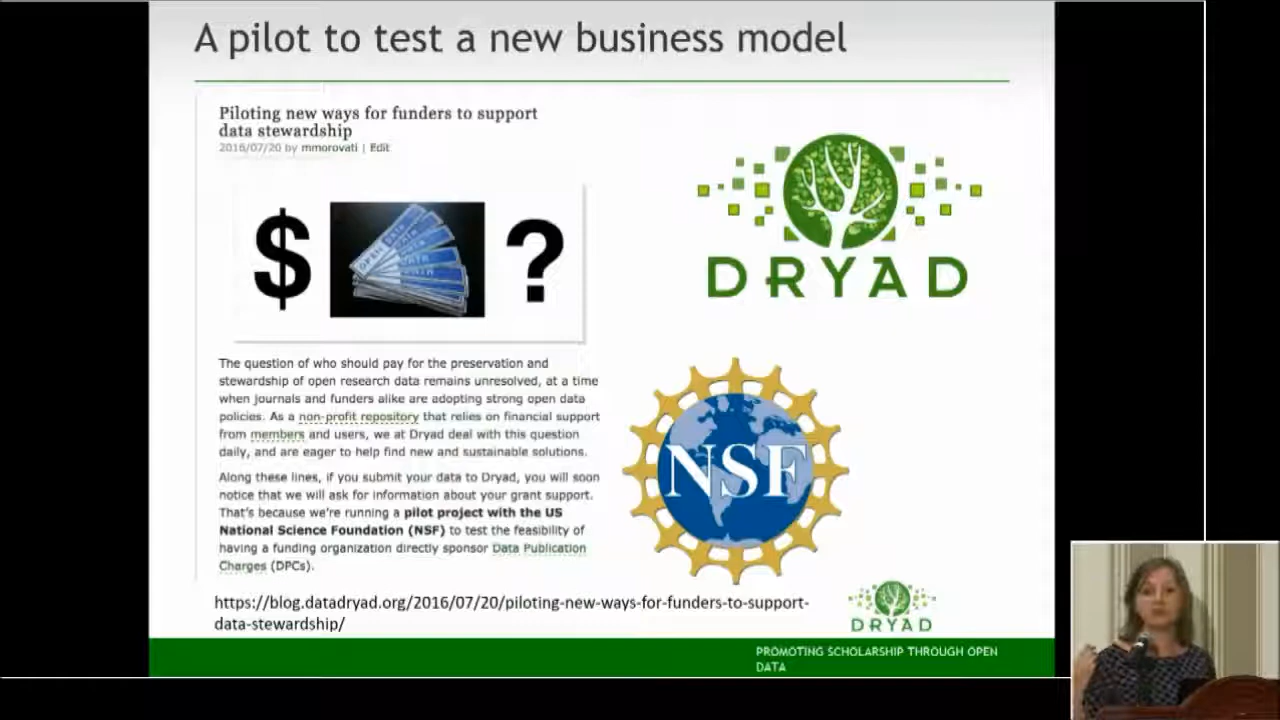 A pilot to test a new business model
Piloting new ways for funders to support
data stewardship
2016/07/20 by mmorovati | Edit
$ ?
OPEN DATA
DATA
DATA
DATA
The question of who should pay for the preservation and
stewardship of open research data remains unresolved, at a time
when journals and funders alike are adopting strong open data
policies. As a non-profit repository that relies on financial support
from members and users, we at Dryad deal with this question
daily, and are eager to help find new and sustainable solutions.
Along these lines, if you submit your data to Dryad, you will soon
notice that we will ask for information about your grant support.
That's because we're running a pilot project with the US
National Science Foundation (NSF) to test the feasibility of
having a funding organization directly sponsor Data Publication
Charges (DPCs).
DRYAD
NSF
https://blog.datadryad.org/2016/07/20/piloting-new-ways-for-funders-to-support-
data-stewardship/
DRYAD
PROMOTING SCHOLARSHIP THROUGH OPEN
DATA